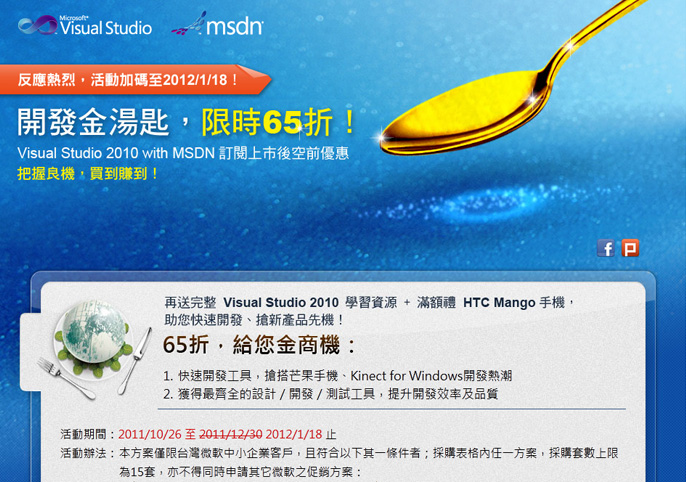 Microsoft®
Visual Studio
msdn
反應熱烈，活動加碼至2012/1/18！
開發金湯匙，限時65折！
Visual Studio 2010 with MSDN 訂閱上市後空前優惠
把握良機，買到賺到！
再送完整 Visual Studio 2010 學習資源 + 滿額禮 HTC Mango 手機，
助您快速開發、搶新產品先機！
65折，給您金商機：
1. 快速開發工具，搶搭芒果手機、Kinect for Windows開發熱潮
2. 獲得最齊全的設計 / 開發 / 測試工具，提升開發效率及品質
活動期間：2011/10/26 至 2011/12/30 2012/1/18 止
活動辦法：本方案僅限台灣微軟中小企業客戶，且符合以下其一條件者；採購表格內任一方案，採購套數上限
為15套，亦不得同時申請其它微軟之促銷方案：